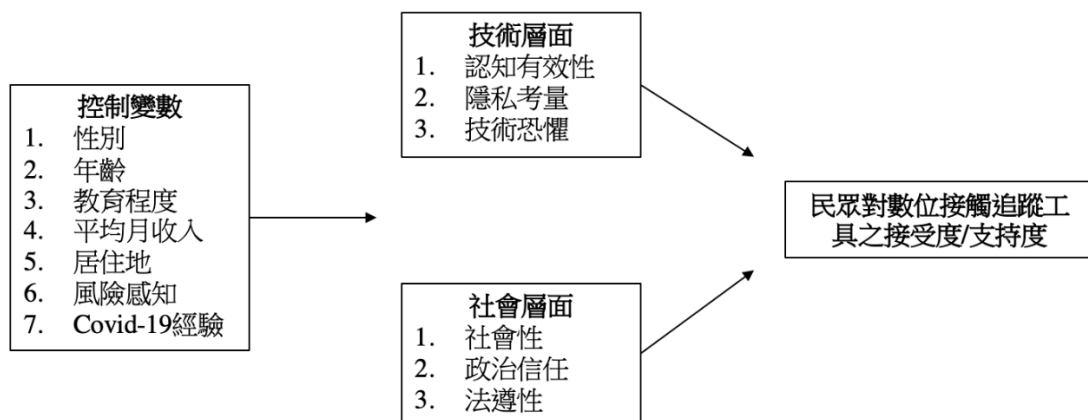 控制變數
1. 性別
2. 年齡
3. 教育程度
4. 平均月收入
5. 居住地
6. 風險感知
7. Covid-19經驗
技術層面
1. 認知有效性
2. 隱私考量
3. 技術恐懼
社會層面
1. 社會性
2. 政治信任
3. 法遵性
民眾對數位接觸追蹤工
具之接受度/支持度